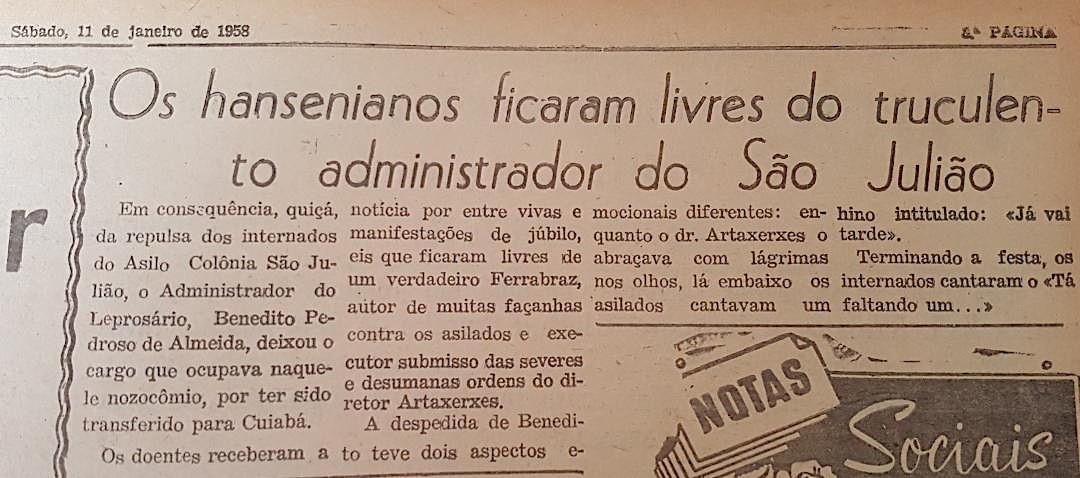 Sábado, 11 de janeiro de 1958
PÁGINA
Os hansenianos ficaram livres do truculen-
to administrador do São Julião
Em consequência, quiçá,
da repulsa dos internados
do Asilo Colônia São Ju-
lião, o Administrador do
Leprosário, Benedito Pe-
droso de Almeida, deixou o
cargo que ocupava naque-
le nozocômio, por ter sido
transferido para Cuiabá.
Os doentes receberam a
notícia por entre vivas e
manifestações de júbilo,
eis que ficaram livres de
um verdadeiro Ferrabraz,
autor de muitas façanhas
contra os asilados e exe-
cutor submisso das severes
e desumanas ordens do di-
retor Artaxerxes.
A despedida de Benedi-
to teve dois aspectos e-
mocionais diferentes: en-
quanto o dr. Artaxerxes o
abraçava com lágrimas
nos olhos, lá embaixo os
asilados cantavam um
hino intitulado: «Já vai
tarde».
Terminando a festa, os
internados cantaram o «Tá
faltando um...»
NOTAS
Sociais
r